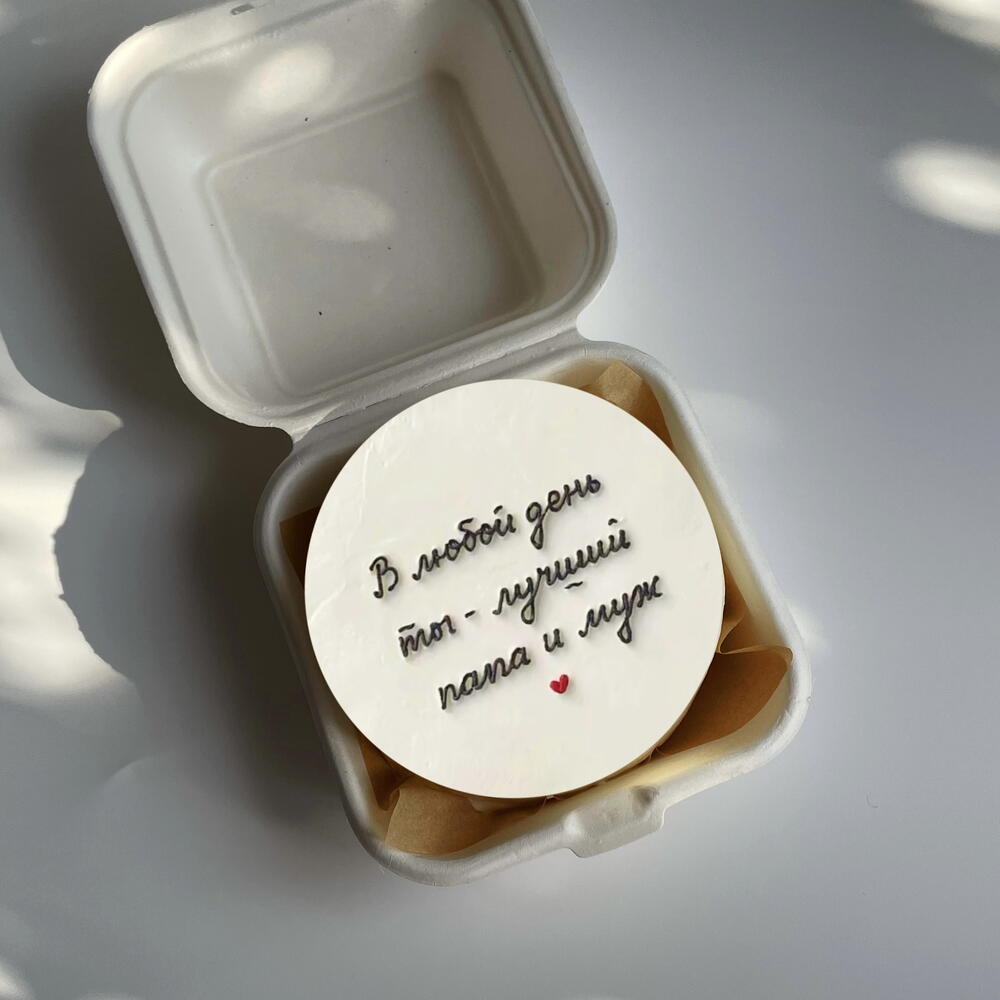 В любой день
ты - лучший
папа и муж